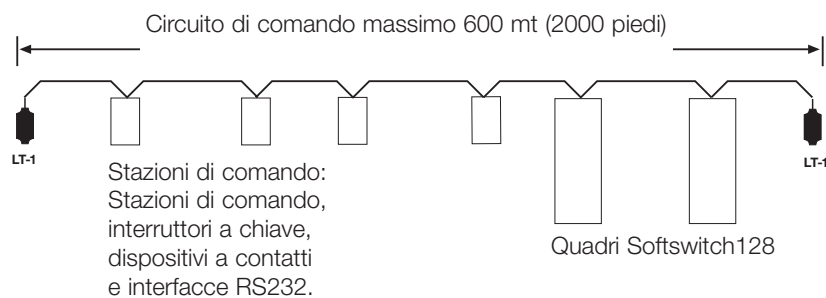 Circuito di comando massimo 600 mt (2000 piedi)
LT-1
LT-1
Stazioni di comando:
Stazioni di comando,
interruttori a chiave,
dispositivi a contatti
e interfacce RS232.
Quadri Softswitch128